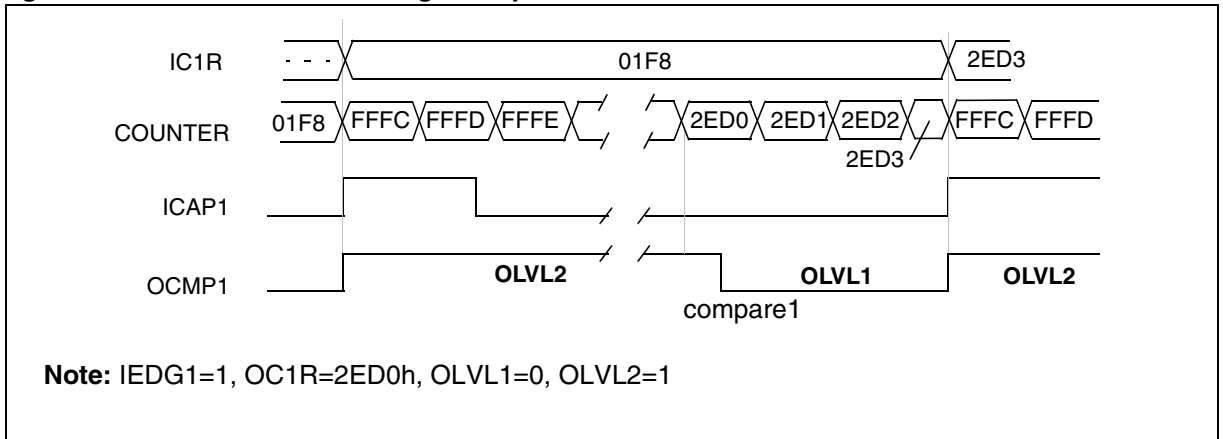 IC1R - - - 01F8 2ED3
COUNTER 01F8 FFFC FFFD FFFE 2ED0 2ED1 2ED2 FFFC FFFD
2ED3
ICAP1
OCMP1 OLVL2 OLVL1 OLVL2
compare1
Note: IEDG1=1, OC1R=2ED0h, OLVL1=0, OLVL2=1